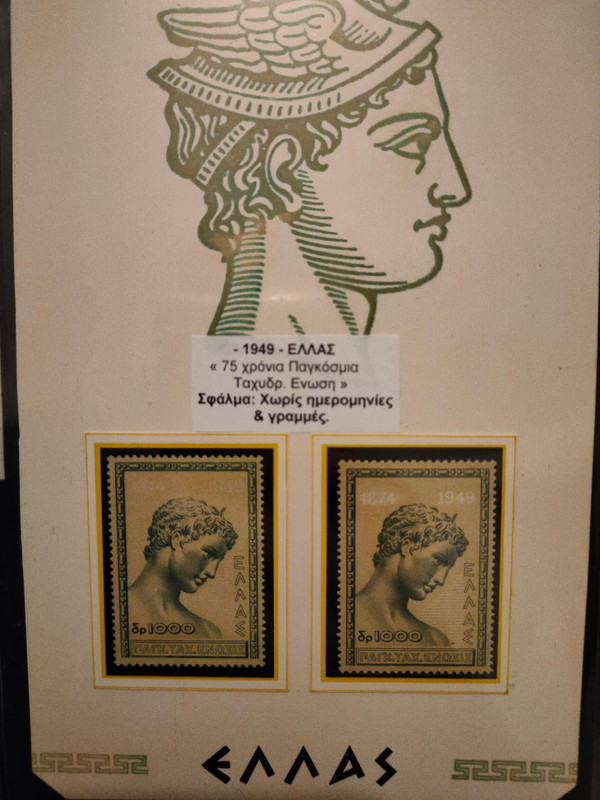 - 1949 - ΕΛΛΑΣ
« 75 χρόνια Παγκόσμια
Ταχυδρ. Ενωση »
Σφάλμα: Χωρίς ημερομηνίες
& γραμμές.
ΕΛΛΑΣ
δρ 1000
ΠΑΓΚ. ΤΑΧ. ΕΝΩΣΙΣ
1874 1949
ΕΛΛΑΣ
δρ 1000
ΠΑΓΚ. ΤΑΧ. ΕΝΩΣΙΣ
ΕΛΛΑΣ